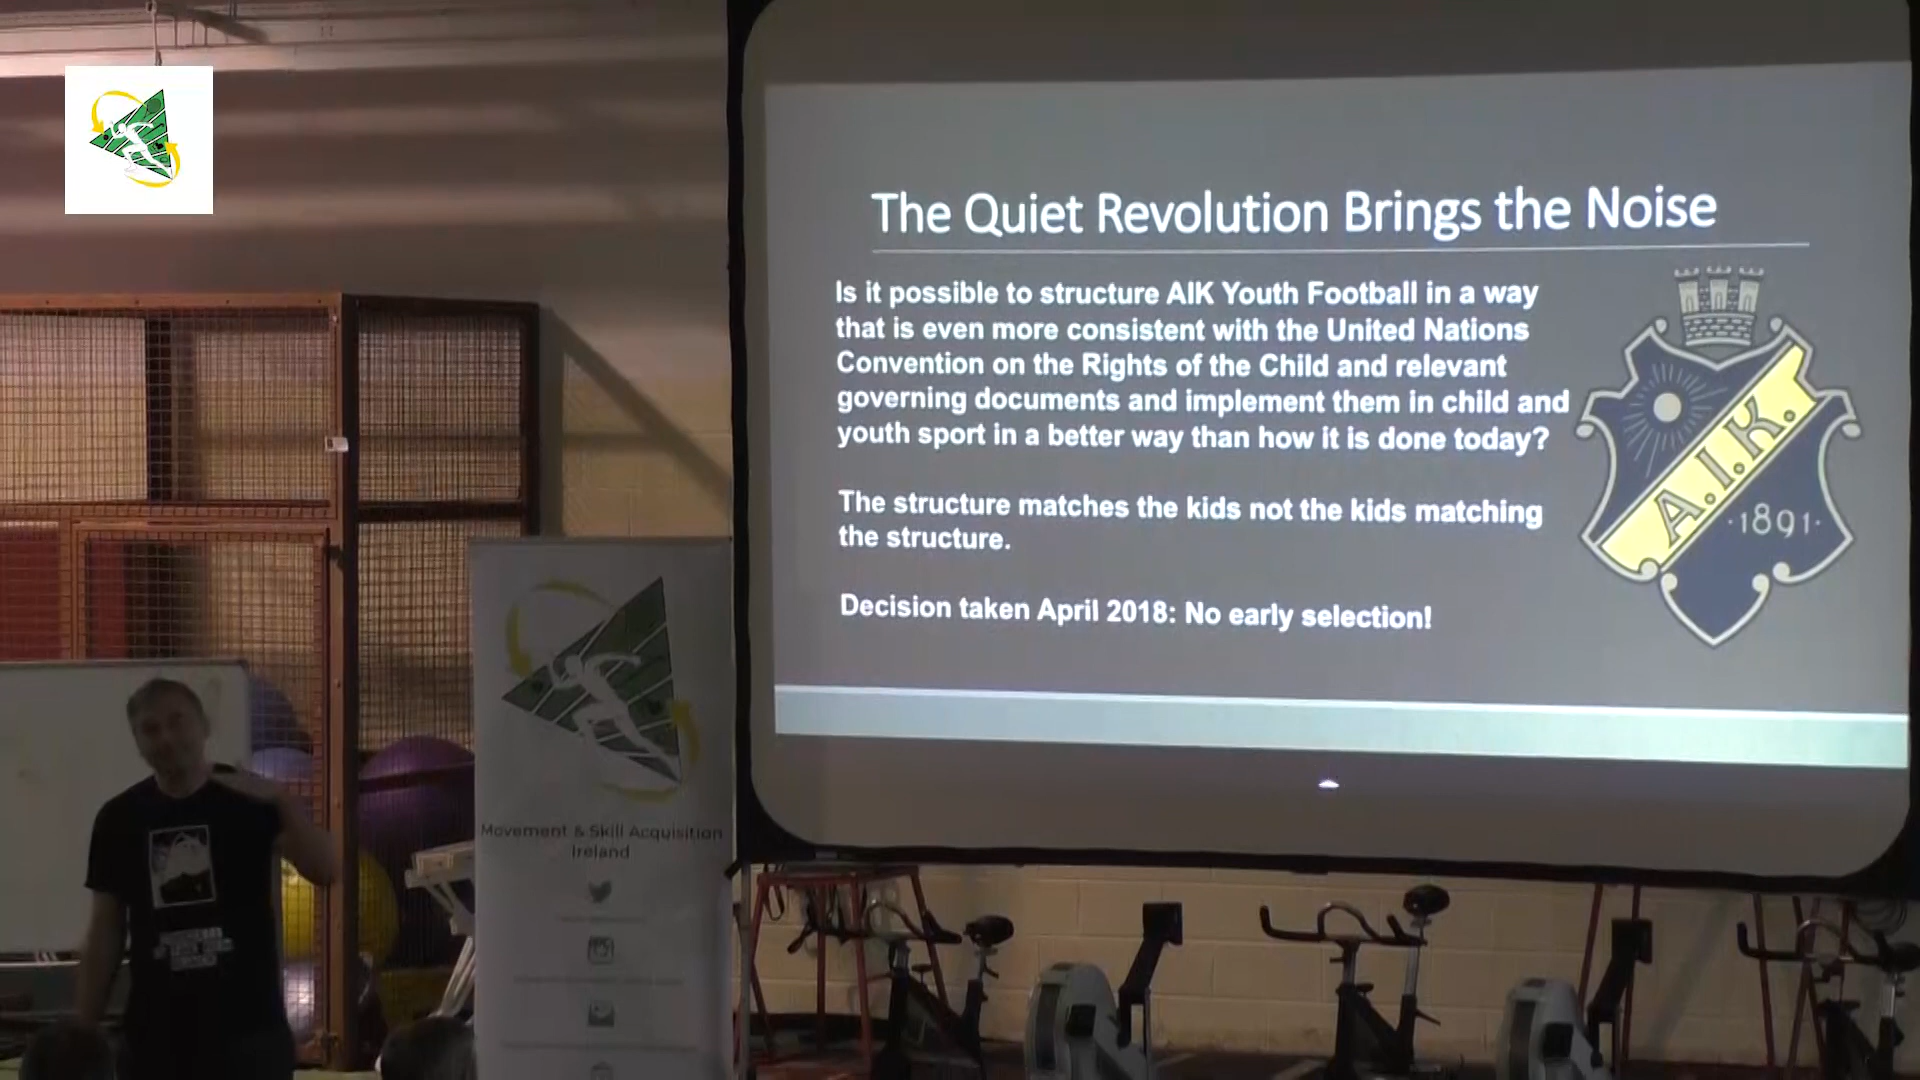 The Quiet Revolution Brings the Noise
Is it possible to structure AIK Youth Football in a way
that is even more consistent with the United Nations
Convention on the Rights of the Child and relevant
governing documents and implement them in child and
youth sport in a better way than how it is done today?
The structure matches the kids not the kids matching
the structure.
Decision taken April 2018: No early selection!
A.I.K.
·1891·
Movement & Skill Acquisition
Ireland